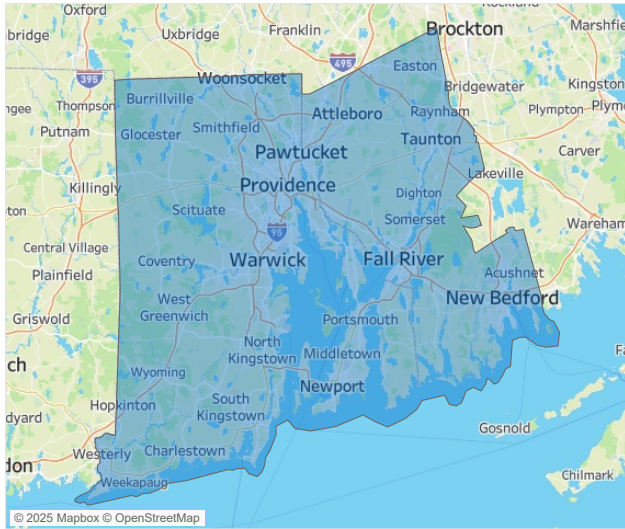 Oxford
Rockland
Uxbridge
Franklin
Brockton
Marshfie
bridge
495
Easton
395
Woonsocket
Bridgewater
Kingston
Thompson
Burrillville
Attleboro
Raynham
Plympton
Plym
Putnam
Glocester
Smithfield
Taunton
Pawtucket
Carver
Killingly
Providence
Lakeville
Dighton
Scituate
Somerset
Wareham
95
Central Village
Coventry
Warwick
Fall River
Plainfield
Acushnet
West
Greenwich
New Bedford
Griswold
Portsmouth
North
Kingstown
Middletown
Wyoming
Newport
Hopkinton
South
Kingstown
Gosnold
Westerly
Charlestown
Weekapaug
Chilmark
© 2025 Mapbox © OpenStreetMap